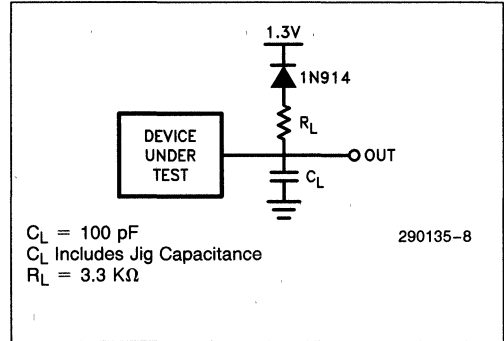 1.3V
1N914
RL
DEVICE
UNDER
TEST
OUT
CL
CL = 100 pF
CL Includes Jig Capacitance
RL = 3.3 KΩ
290135-8